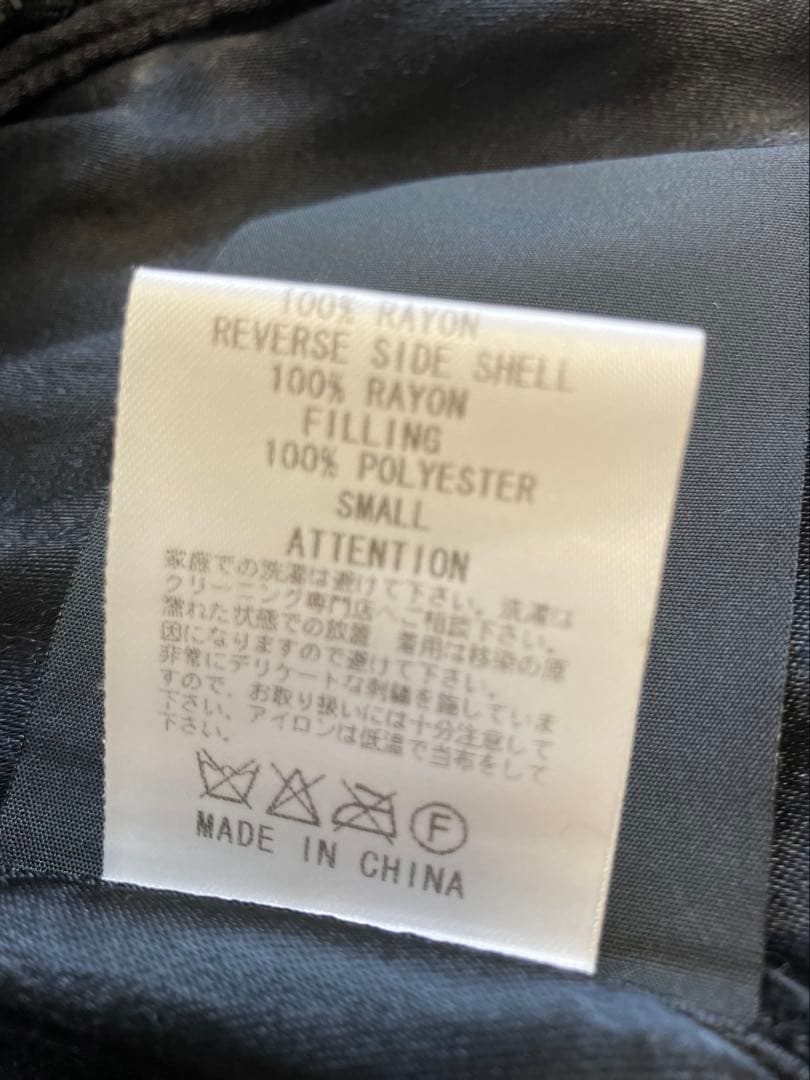 100% RAYON
REVERSE SIDE SHELL
100% RAYON
FILLING
100% POLYESTER
SMALL
ATTENTION
家庭での洗濯は避けて下さい。洗濯は
クリーニング専門店へご相談下さい。
濡れた状態での放置 着用は移染の原
因になりますので避けて下さい。
非常にデリケートな刺繍を施していま
すので、お取り扱いには十分注意して
下さい。アイロンは低温で当布をして
下さい。
F
MADE IN CHINA